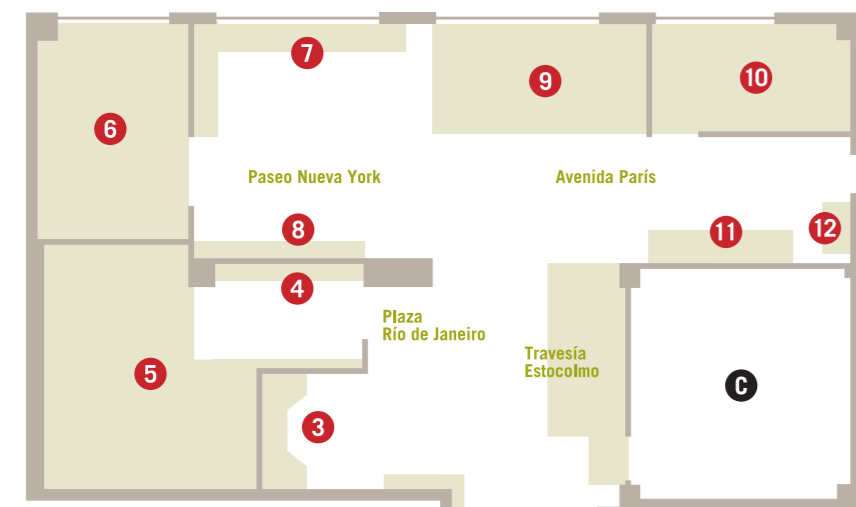 7
9
10
6
Paseo Nueva York
Avenida París
8
11
12
4
Plaza
Río de Janeiro
Travesía
Estocolmo
5
C
3